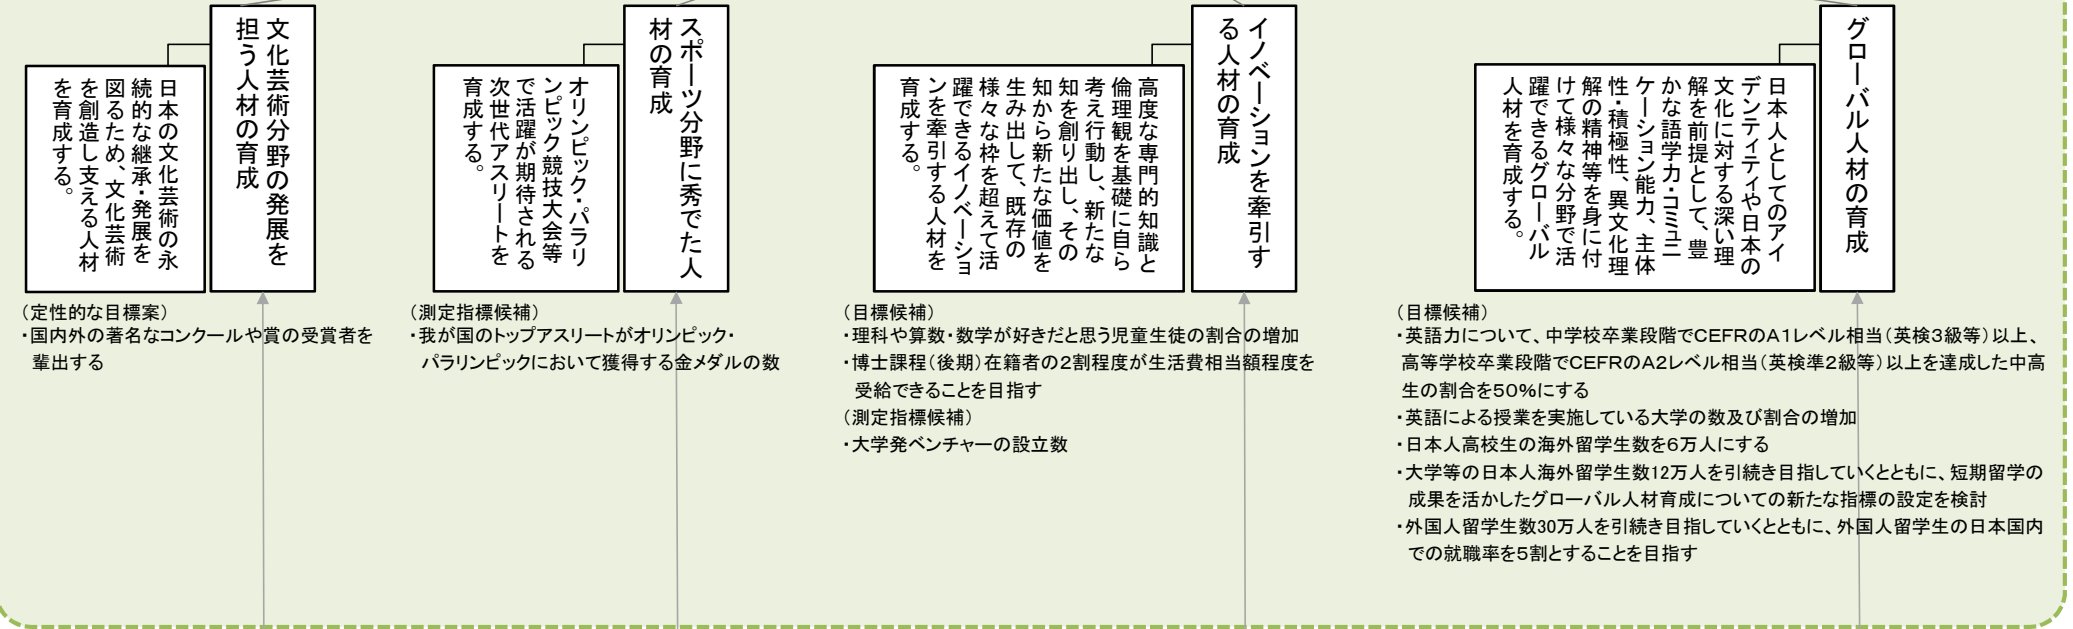 グローバル人材の育成
日本人としてのアイ
デンティティや日本の
文化に対する深い理
解を前提として、豊
かな語学力・コミュニ
ケーション能力、主体
性・積極性、異文化理
解の精神等を身に付
けて様々な分野で活
躍できるグローバル
人材を育成する。
（目標候補）
・英語力について、中学校卒業段階でCEFRのA1レベル相当（英検3級等）以上、
高等学校卒業段階でCEFRのA2レベル相当（英検準2級等）以上を達成した中高
生の割合を50％にする
・英語による授業を実施している大学の数及び割合の増加
・日本人高校生の海外留学生数を6万人にする
・大学等の日本人海外留学生数12万人を引続き目指していくとともに、短期留学の
成果を活かしたグローバル人材育成についての新たな指標の設定を検討
・外国人留学生数30万人を引続き目指していくとともに、外国人留学生の日本国内
での就職率を5割とすることを目指す
イノベーションを牽引す
る人材の育成
高度な専門的知識と
倫理観を基礎に自ら
考え行動し、新たな
知を創り出し、その
知から新たな価値を
生み出して、既存の
様々な枠を超えて活
躍できるイノベーショ
ンを牽引する人材を
育成する。
（目標候補）
・理科や算数・数学が好きだと思う児童生徒の割合の増加
・博士課程（後期）在籍者の2割程度が生活費相当額程度を
受給できることを目指す
（測定指標候補）
・大学発ベンチャーの設立数
スポーツ分野に秀でた人
材の育成
オリンピック・パラリ
ンピック競技大会等
で活躍が期待される
次世代アスリートを
育成する。
（測定指標候補）
・我が国のトップアスリートがオリンピック・
パラリンピックにおいて獲得する金メダルの数
文化芸術分野の発展を
担う人材の育成
日本の文化芸術の永
続的な継承・発展を
図るため、文化芸術
を創造し支える人材
を育成する。
（定性的な目標案）
・国内外の著名なコンクールや賞の受賞者を
輩出する